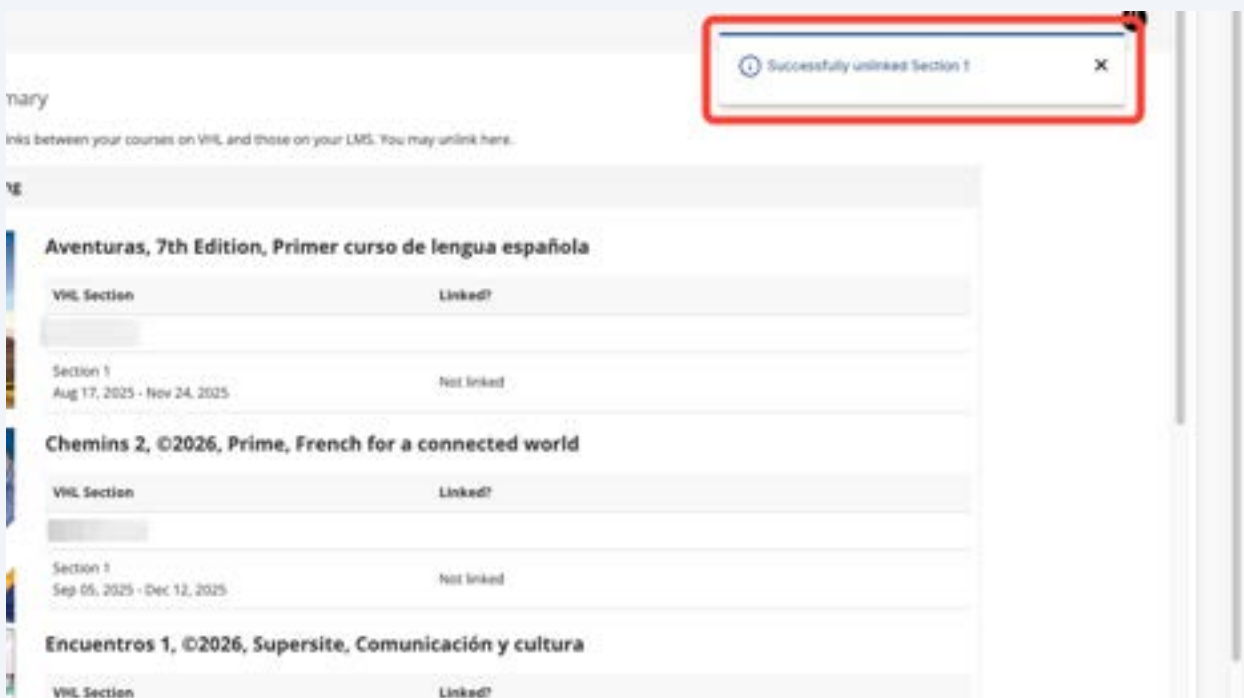 Successfully unlinked Section 1
mary
inks between your courses on VHL and those on your LMS. You may unlink here.
ng
Aventuras, 7th Edition, Primer curso de lengua española
VHL Section Linked?
Section 1
Aug 17, 2025 - Nov 24, 2025 Not linked
Chemins 2, ©2026, Prime, French for a connected world
VHL Section Linked?
Section 1
Sep 05, 2025 - Dec 12, 2025 Not linked
Encuentros 1, ©2026, Supersite, Comunicación y cultura
VHL Section Linked?